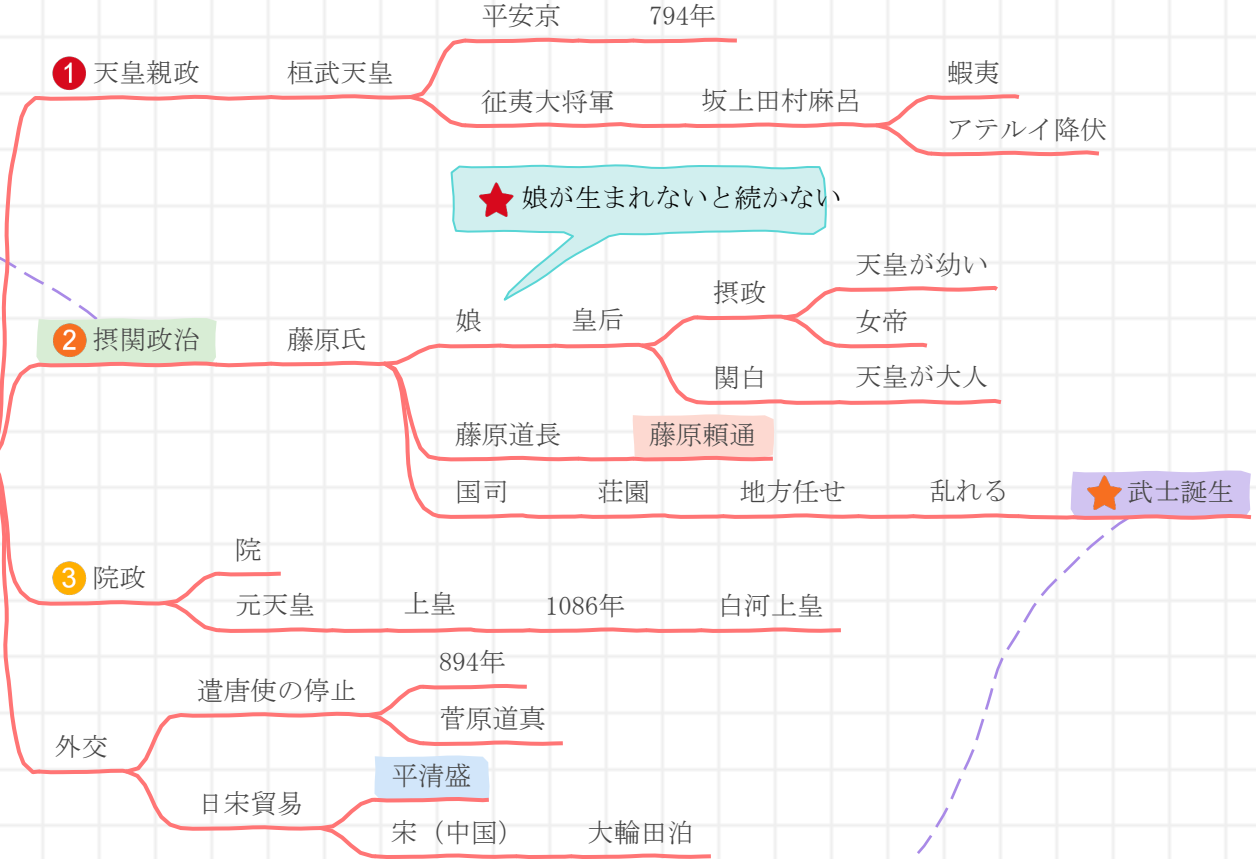 平安京 794年
1 天皇親政 桓武天皇
征夷大将軍 坂上田村麻呂
蝦夷
アテルイ降伏
娘が生まれないと続かない
2 摂関政治 藤原氏
娘 皇后
摂政
天皇が幼い
女帝
関白 天皇が大人
藤原道長 藤原頼通
国司 荘園 地方任せ 乱れる 武士誕生
3 院政
院
元天皇 上皇 1086年 白河上皇
外交
遣唐使の停止
894年
菅原道真
日宋貿易
平清盛
宋（中国） 大輪田泊